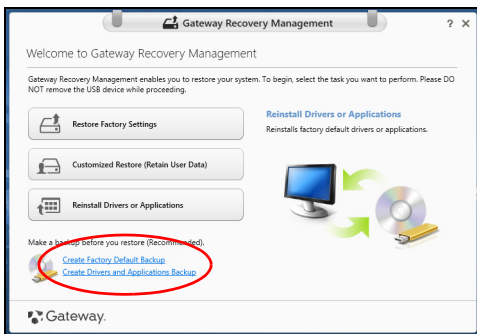 Gateway Recovery Management
? ×
Welcome to Gateway Recovery Management
Gateway Recovery Management enables you to restore your system. To begin, select the task you want to perform. Please DO
NOT remove the USB device while proceeding.
Restore Factory Settings
Customized Restore (Retain User Data)
Reinstall Drivers or Applications
Reinstall Drivers or Applications
Reinstalls factory default drivers or applications.
Make a backup before you restore (Recommended).
Create Factory Default Backup
Create Drivers and Applications Backup
Gateway.